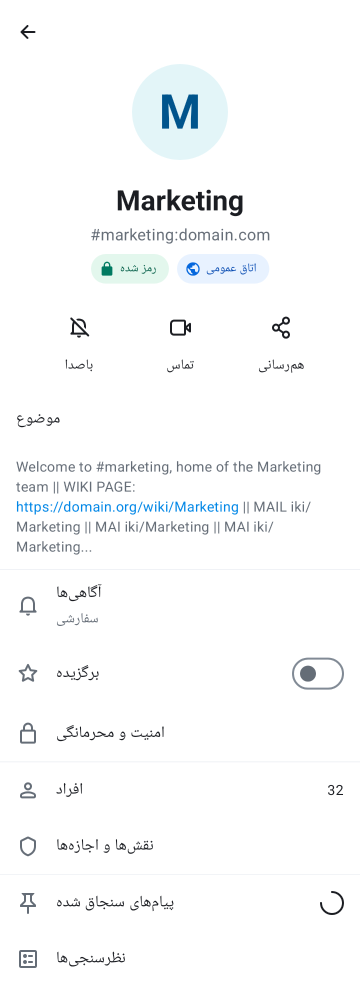 M
Marketing
#marketing:domain.com
رمز شده
اتاق عمومی
باصدا
تماس
هم‌رسانی
موضوع
Welcome to #marketing, home of the Marketing
team || WIKI PAGE:
https://domain.org/wiki/Marketing || MAIL iki/
Marketing || MAI iki/Marketing || MAI iki/
Marketing...
آگاهی‌ها
سفارشی
برگزیده
امنیت و محرمانگی
افراد
32
نقش‌ها و اجازه‌ها
پیام‌های سنجاق شده
نظرسنجی‌ها